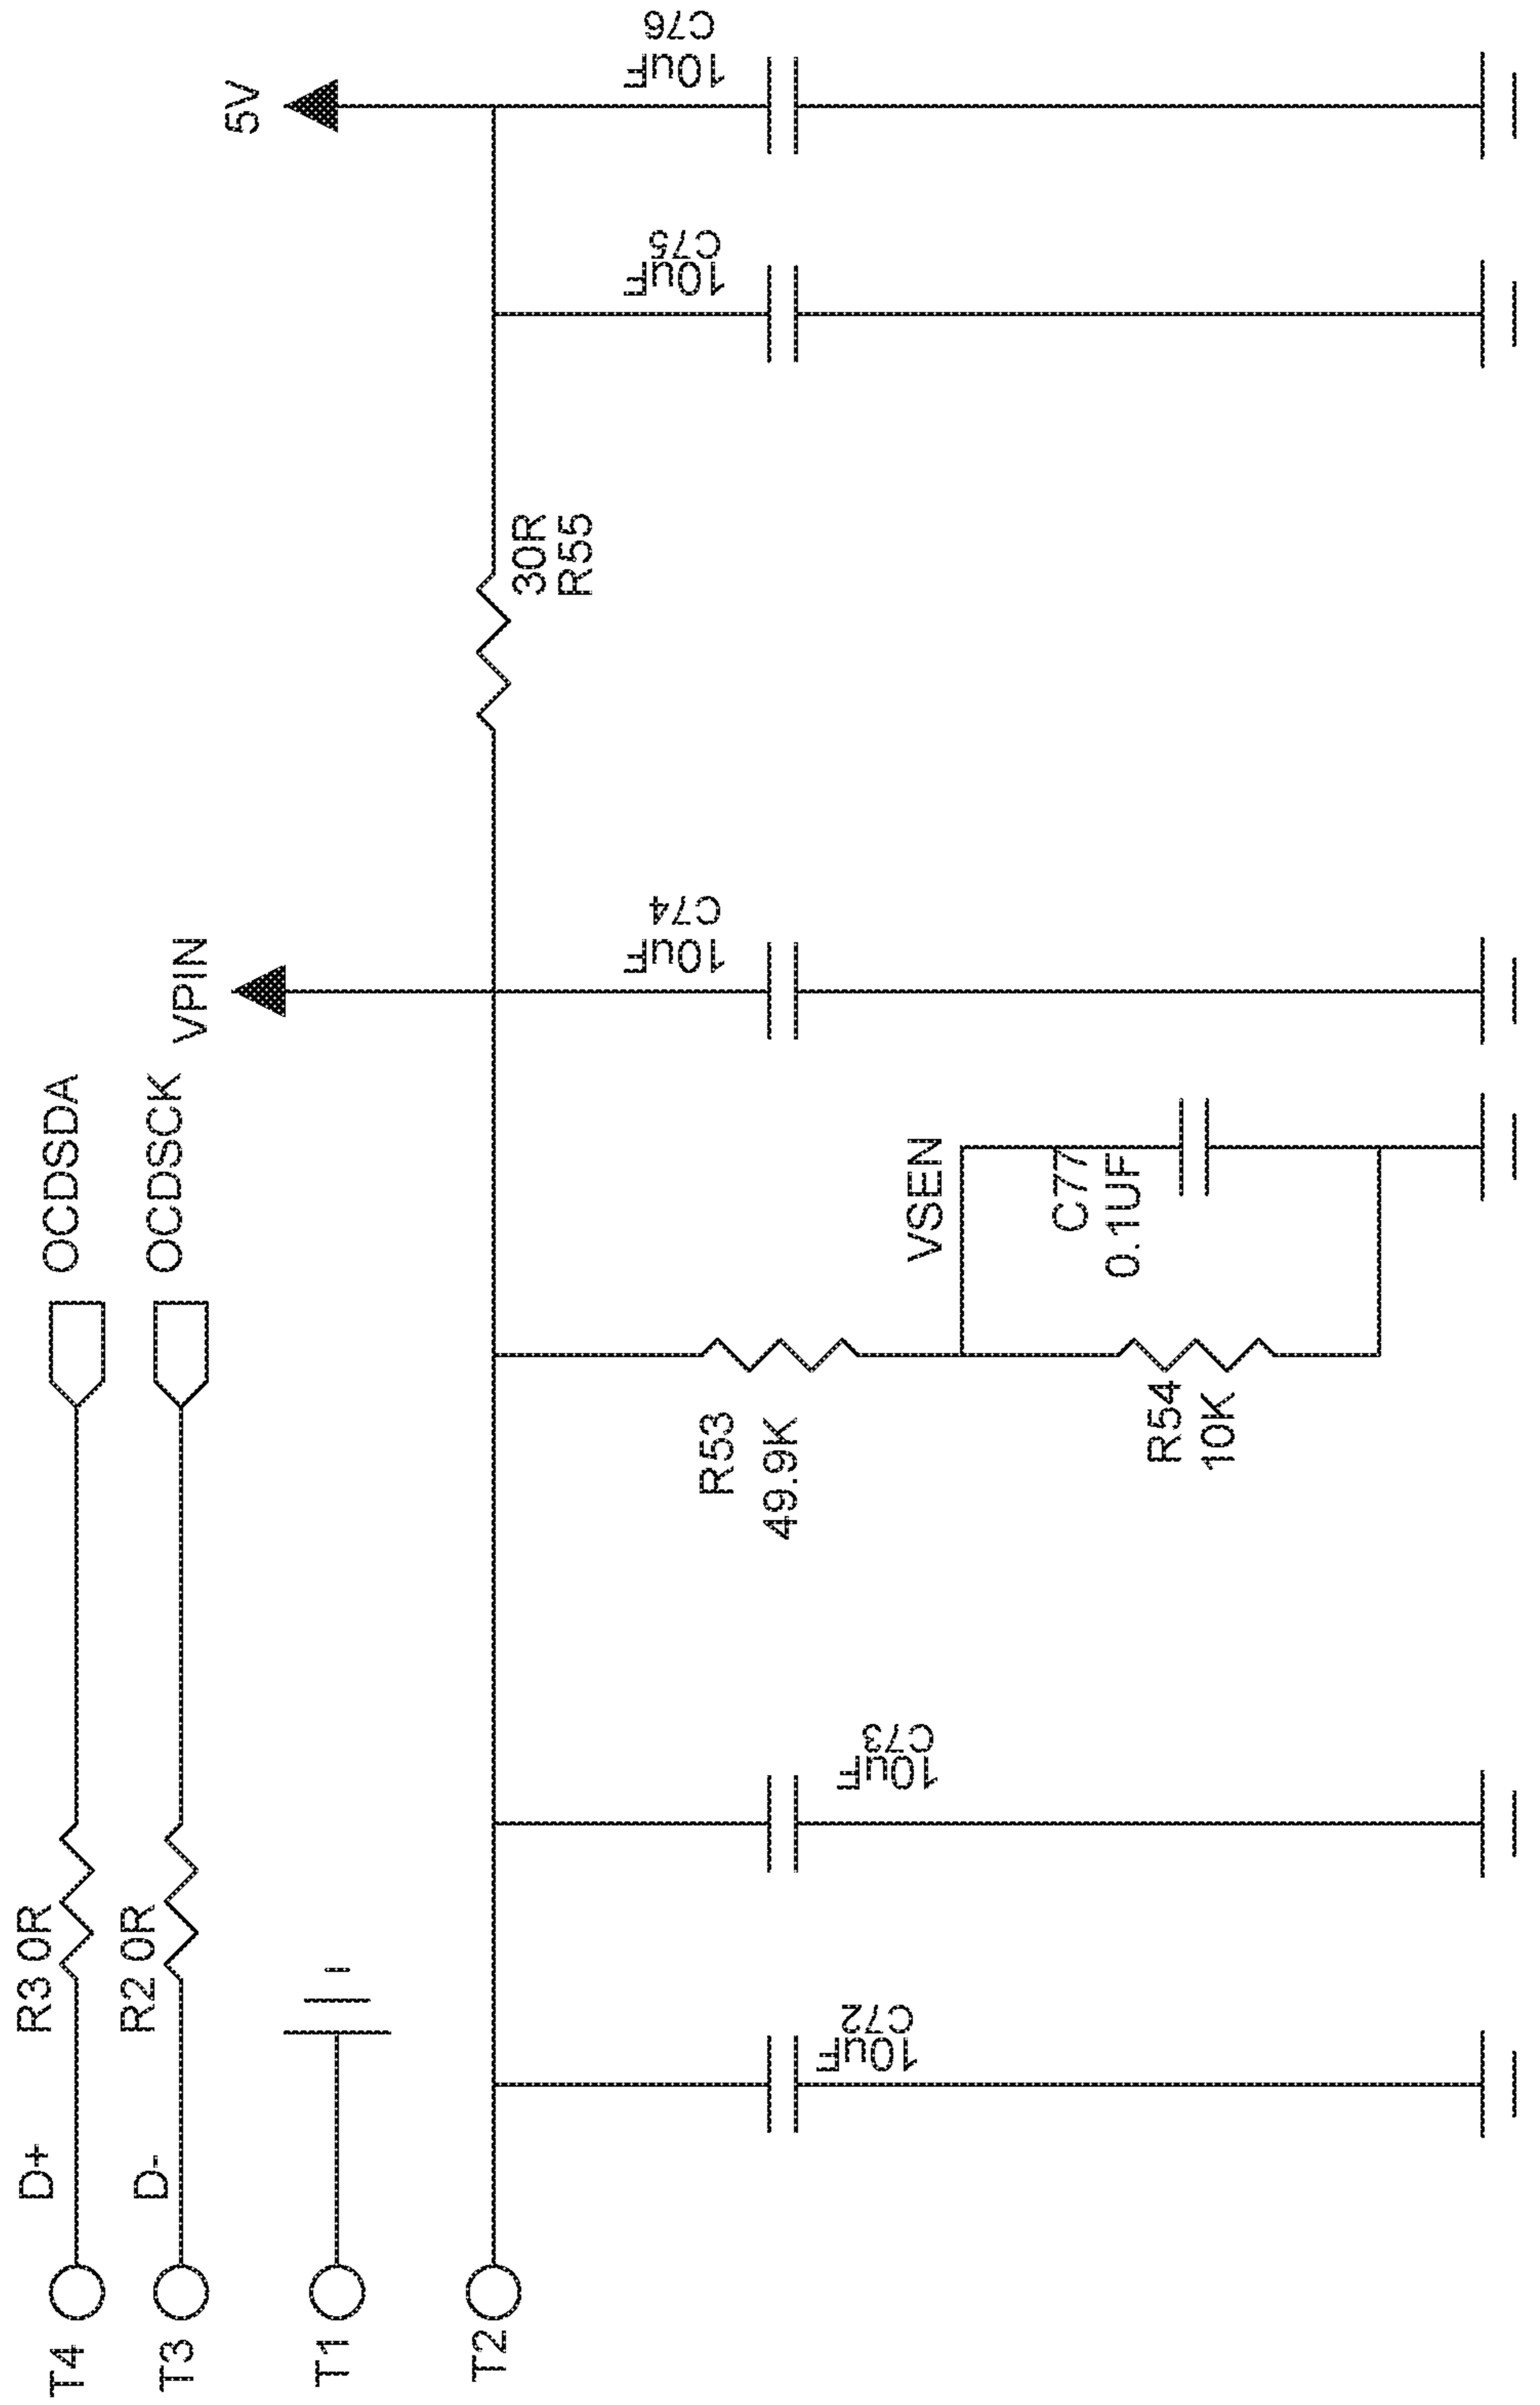 T4
D+
R3 0R
OCDSDA
T3
D-
R2 0R
OCDSCK
T1
VPIN
5V
T2
30R
R55
10uF
C72
10uF
C73
R53
49.9K
VSEN
C77
0.1UF
R54
10K
10uF
C74
10uF
C75
10uF
C76